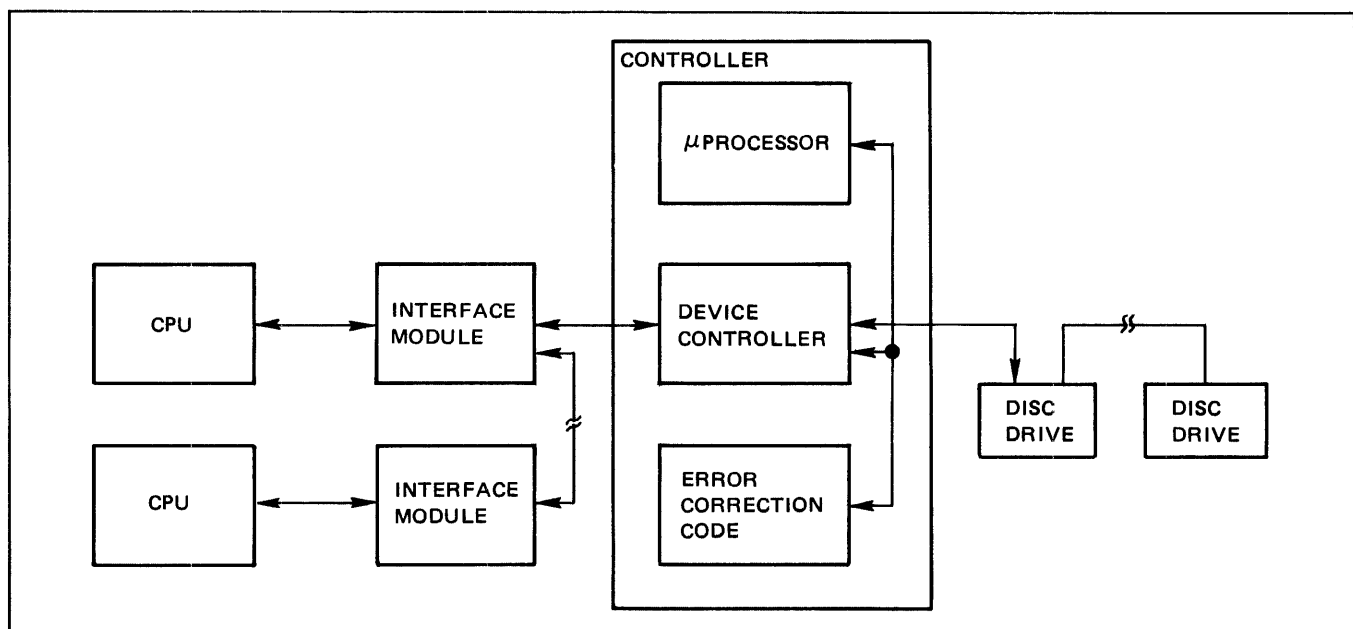 CONTROLLER
μPROCESSOR
CPU
INTERFACE
MODULE
DEVICE
CONTROLLER
DISC
DRIVE
DISC
DRIVE
CPU
INTERFACE
MODULE
ERROR
CORRECTION
CODE